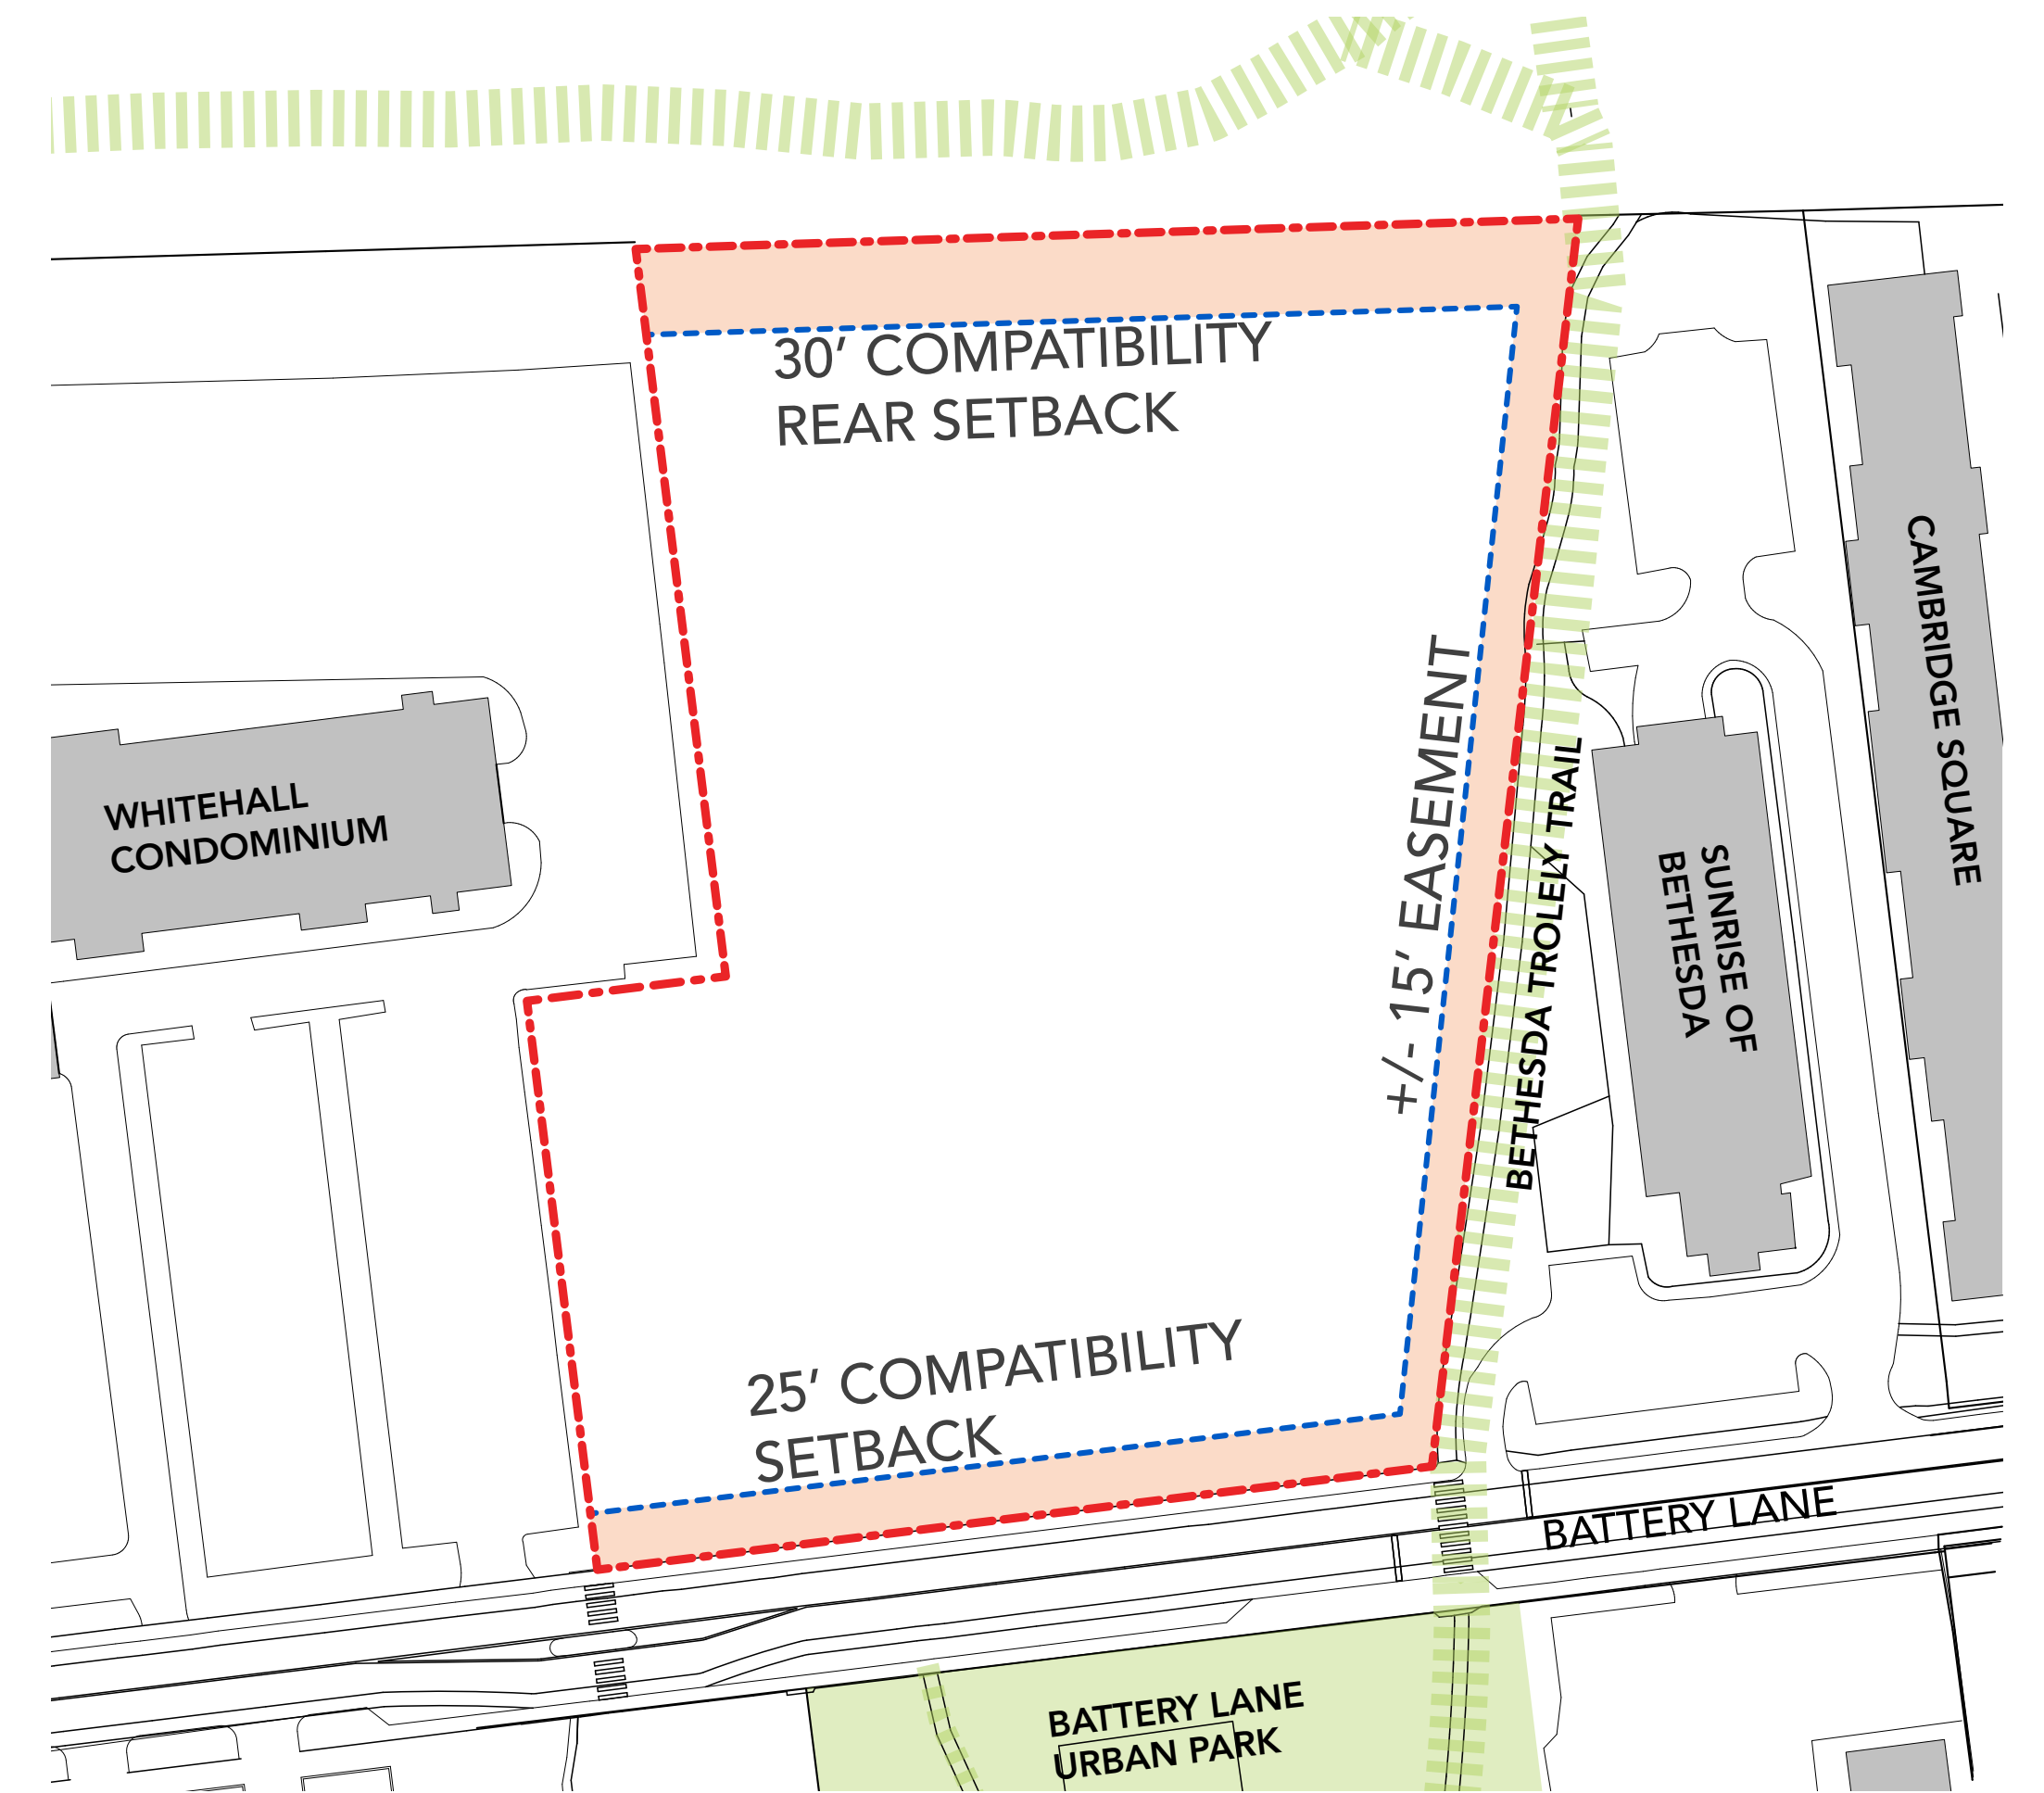 30’ COMPATIBILITY
REAR SETBACK
CAMBRIDGE SQUARE
+/- 15’ EASEMENT
BETHESDA TROLELY TRAIL
WHITEHALL
CONDOMINIUM
SUNRISE OF
BETHESDA
25’ COMPATIBILITY
SETBACK
BATTERY LANE
BATTERY LANE
URBAN PARK